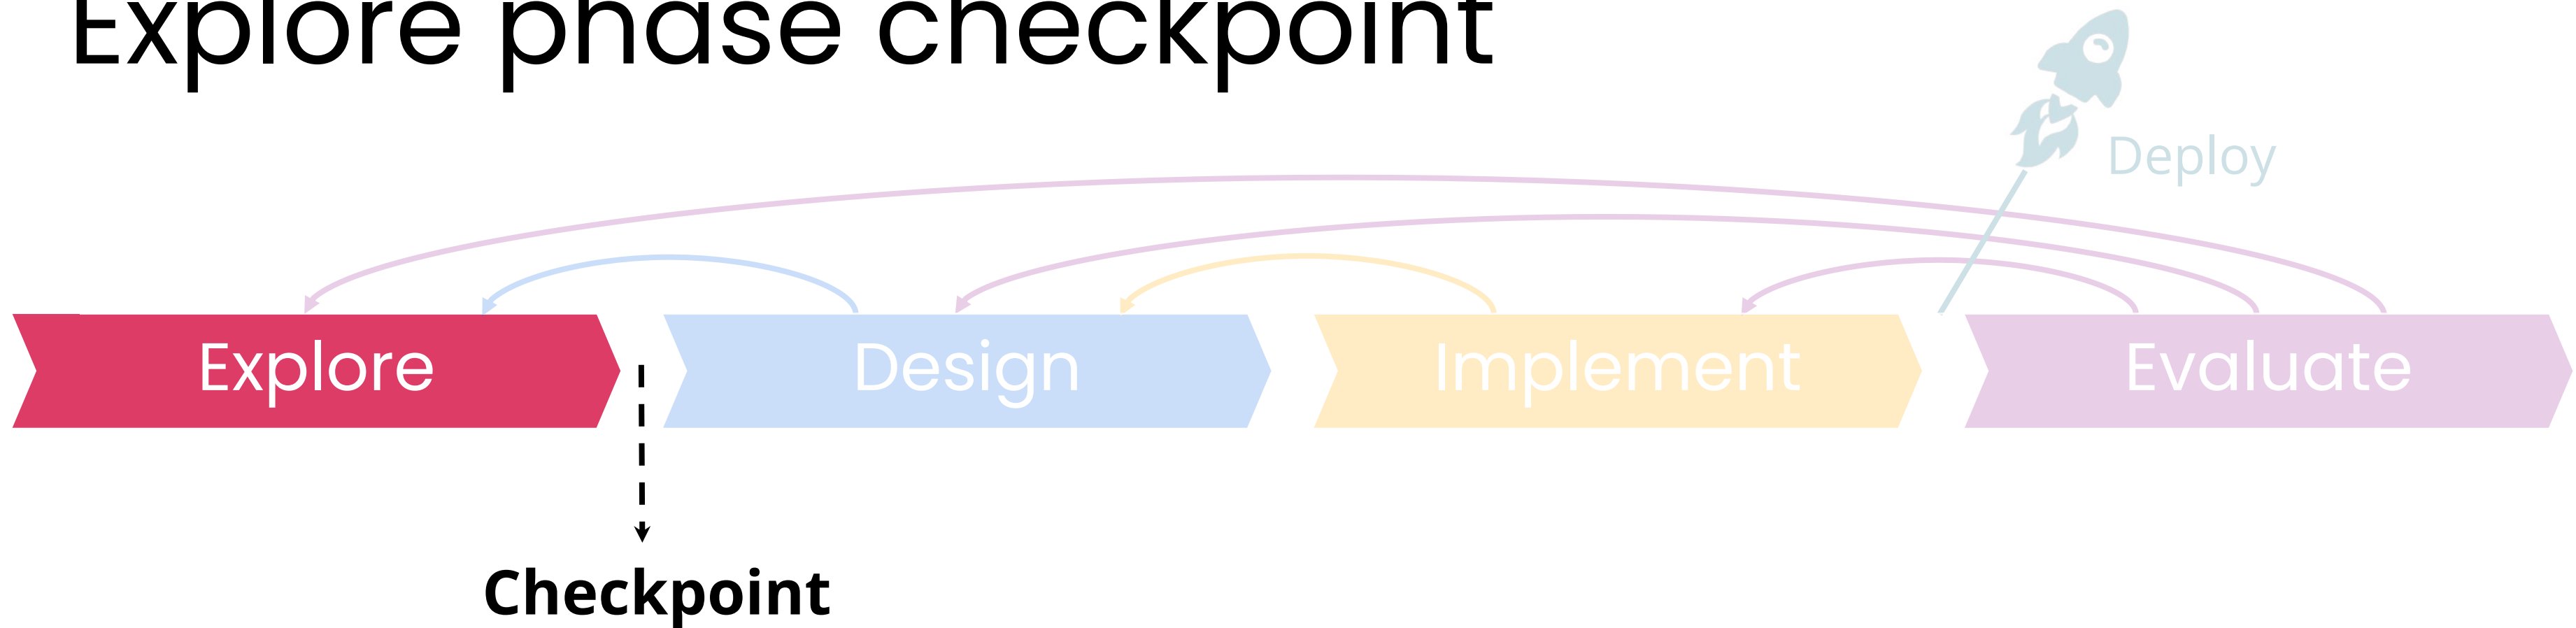 Explore phase checkpoint
Deploy
Explore
Design
Implement
Evaluate
Checkpoint